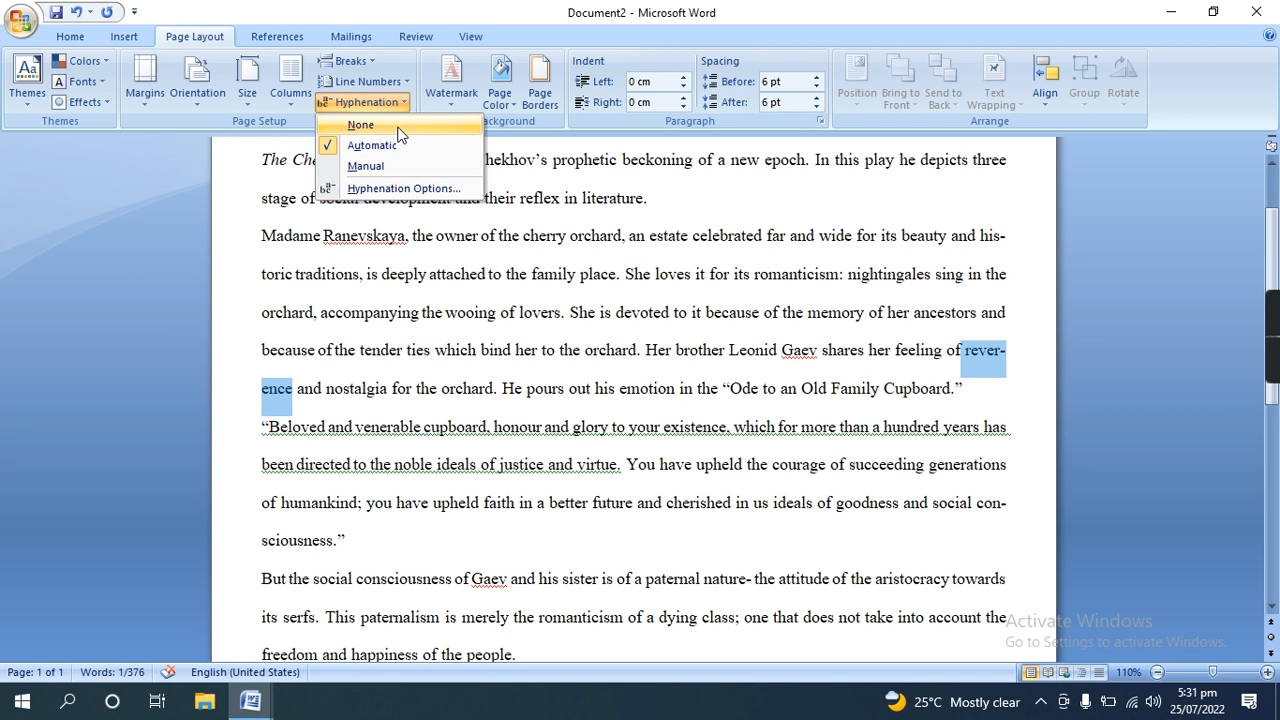 Document2 - Microsoft Word
Home Insert Page Layout References Mailings Review View
Themes Colors Fonts Effects Themes
Margins Orientation Size Columns Breaks Line Numbers Hyphenation Page Setup
Watermark Page Color Page Borders ackground
Indent Left: 0 cm Right: 0 cm Spacing Before: 6 pt After: 6 pt Paragraph
Position Bring to Front Send to Back Text Wrapping Align Group Rotate Arrange
None
Automatic
Manual
Hyphenation Options...
The Che hekhov’s prophetic beckoning of a new epoch. In this play he depicts three
stage of social development and their reflex in literature.
Madame Ranevskaya, the owner of the cherry orchard, an estate celebrated far and wide for its beauty and his-
toric traditions, is deeply attached to the family place. She loves it for its romanticism: nightingales sing in the
orchard, accompanying the wooing of lovers. She is devoted to it because of the memory of her ancestors and
because of the tender ties which bind her to the orchard. Her brother Leonid Gaev shares her feeling of rever-
ence and nostalgia for the orchard. He pours out his emotion in the “Ode to an Old Family Cupboard.”
“Beloved and venerable cupboard, honour and glory to your existence, which for more than a hundred years has
been directed to the noble ideals of justice and virtue. You have upheld the courage of succeeding generations
of humankind; you have upheld faith in a better future and cherished in us ideals of goodness and social con-
sciousness.”
But the social consciousness of Gaev and his sister is of a paternal nature- the attitude of the aristocracy towards
its serfs. This paternalism is merely the romanticism of a dying class; one that does not take into account the
freedom and happiness of the people.
Activate Windows
Go to Settings to activate Windows.
Page: 1 of 1 Words: 1/376 English (United States) 110%
25°C Mostly clear 5:31 pm
25/07/2022